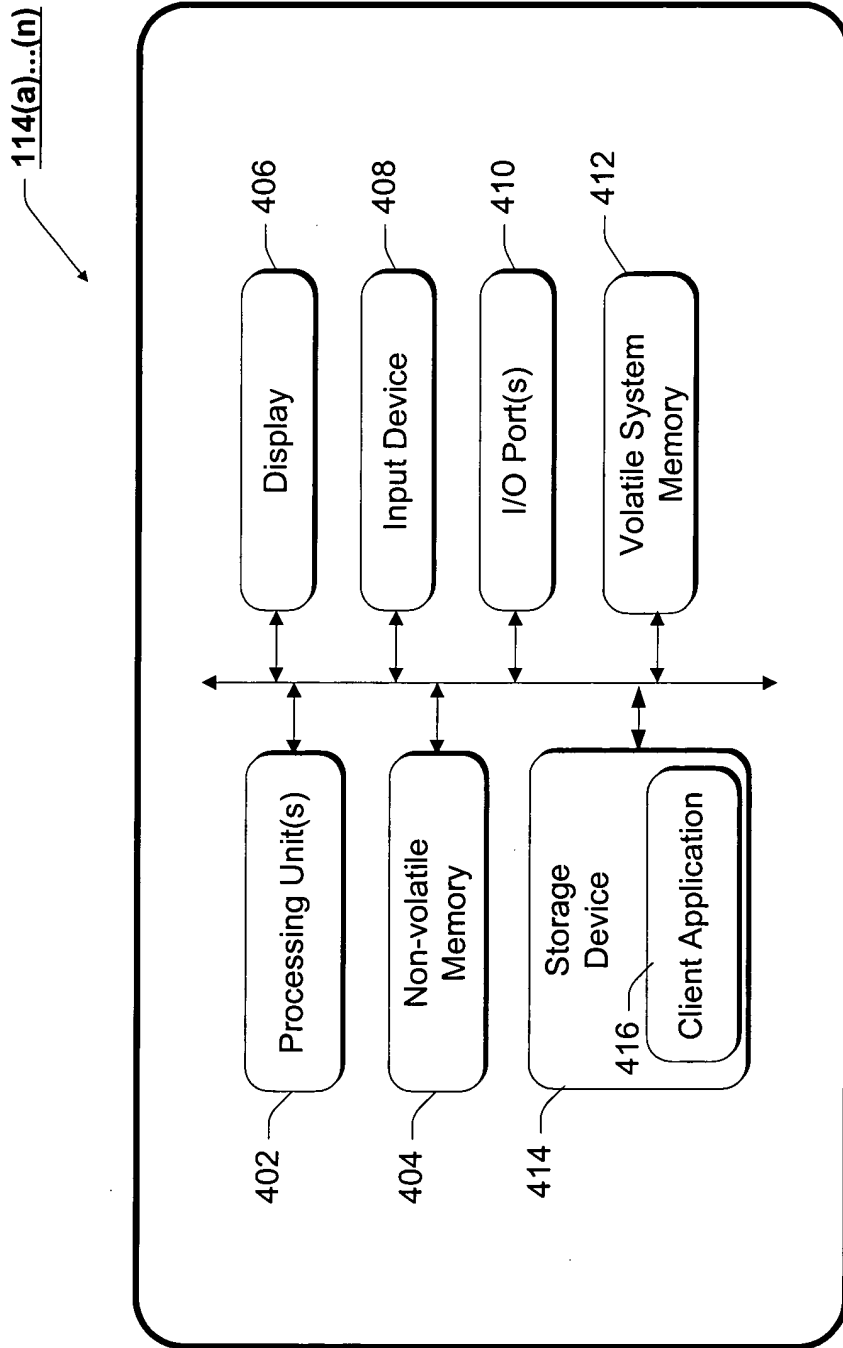 114(a)...(n)
402
Processing Unit(s)
404
Non-volatile
Memory
414
Storage
Device
416
Client Application
Display
406
Input Device
408
I/O Port(s)
410
Volatile System
Memory
412